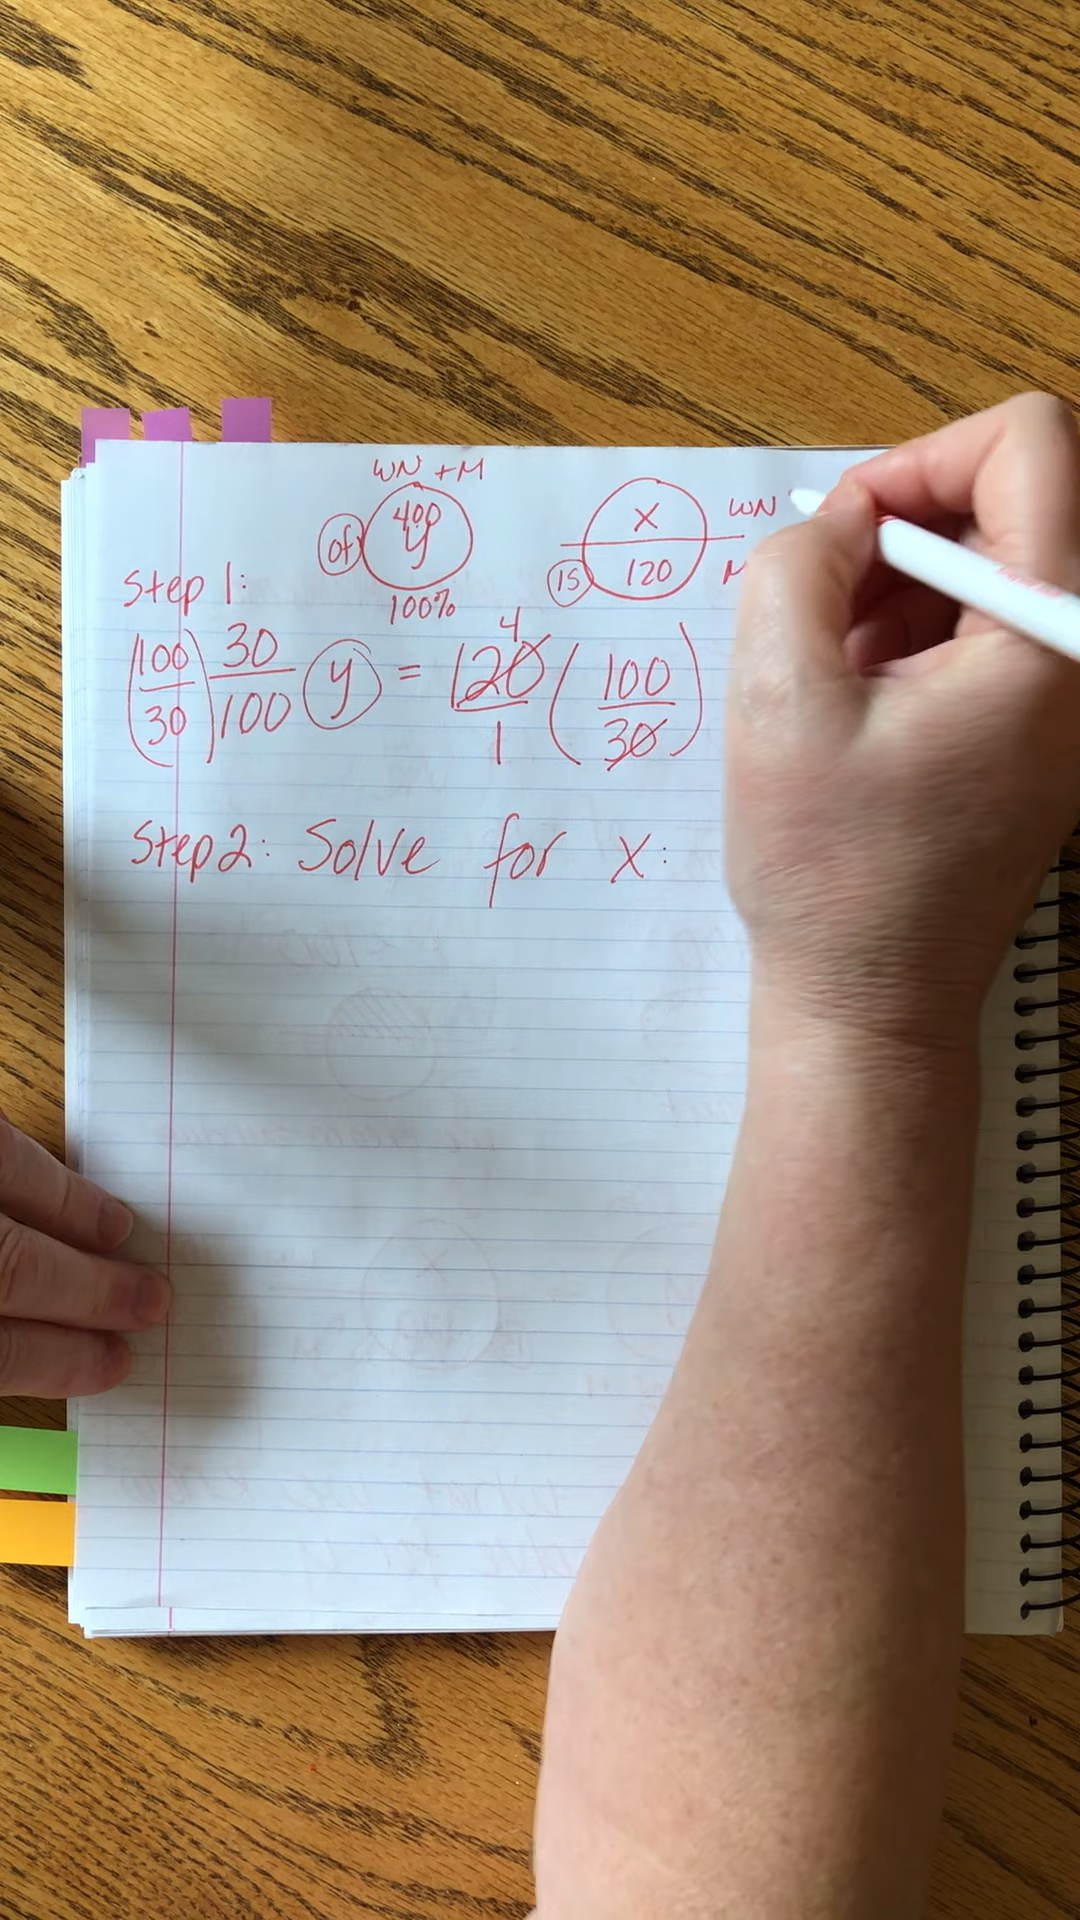 WN + M
of 400 y
x WN
15 120 M
100%
Step 1:
4
(100/30) 30/100 y = 120/1 (100/30)
Step 2: Solve for x: